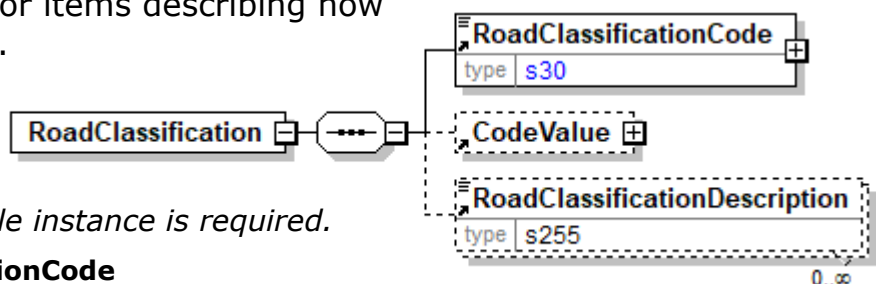 or items describing how
.
RoadClassificationCode
type s30
RoadClassification
CodeValue
RoadClassificationDescription
type s255
0..∞
le instance is required.
ionCode